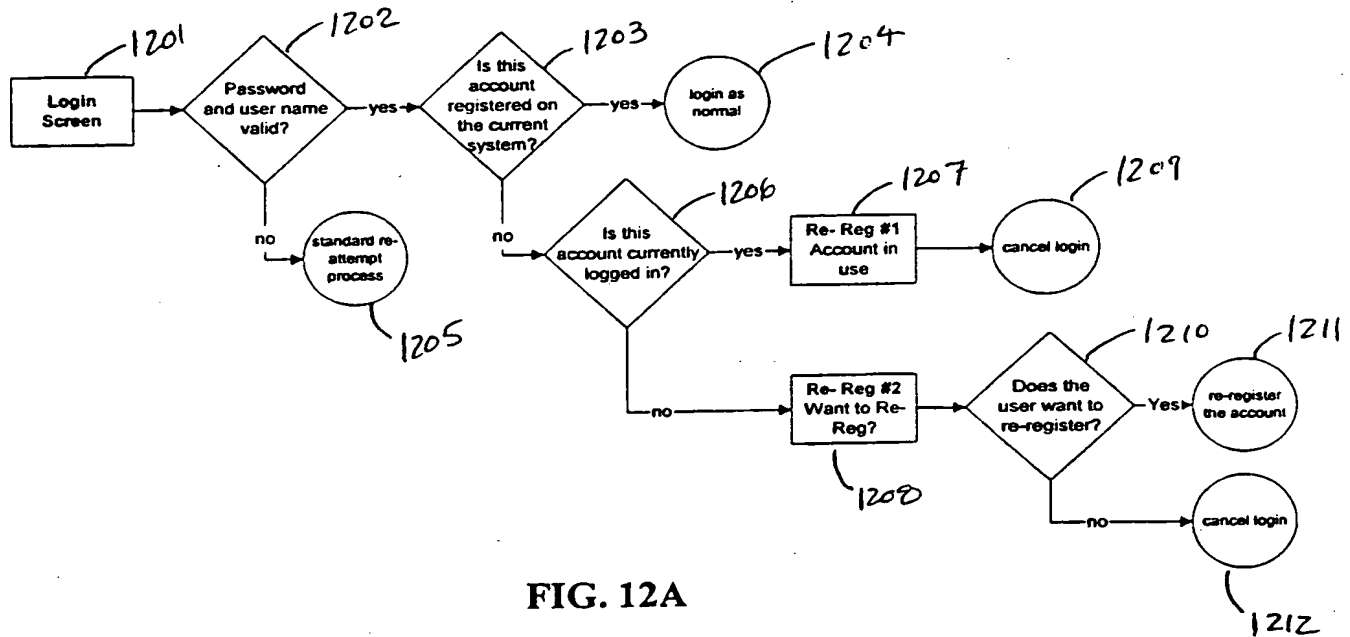 1201
Login
Screen
1202
Password
and user name
valid?
yes
1203
Is this
account
registered on
the current
system?
yes
1204
login as
normal
no
standard re-
attempt
process
1205
no
1206
Is this
account currently
logged in?
yes
1207
Re- Reg #1
Account in
use
1209
cancel login
no
Re- Reg #2
Want to Re-
Reg?
1208
1210
Does the
user want to
re-register?
Yes
1211
re-register
the account
no
cancel login
1212
FIG. 12A